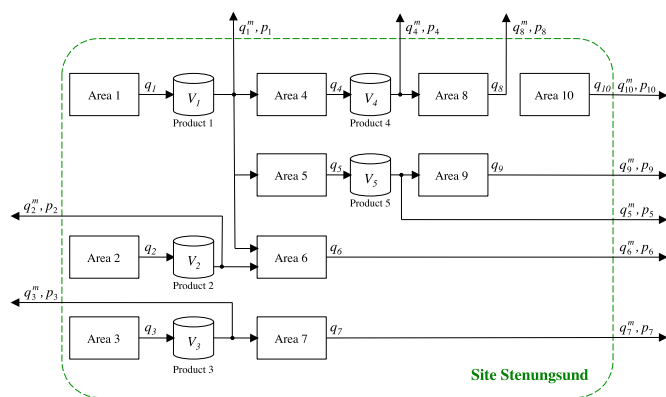 q₁ᵐ, p₁
q₄ᵐ, p₄
q₈ᵐ, p₈
Area 1
q₁
V₁
Product 1
Area 4
q₄
V₄
Product 4
Area 8
q₈
Area 10
q₁₀
q₁₀ᵐ, p₁₀
Area 5
q₅
V₅
Product 5
Area 9
q₉
q₉ᵐ, p₉
q₂ᵐ, p₂
q₅ᵐ, p₅
Area 2
q₂
V₂
Product 2
Area 6
q₆
q₆ᵐ, p₆
q₃ᵐ, p₃
Area 3
q₃
V₃
Product 3
Area 7
q₇
q₇ᵐ, p₇
Site Stenungsund